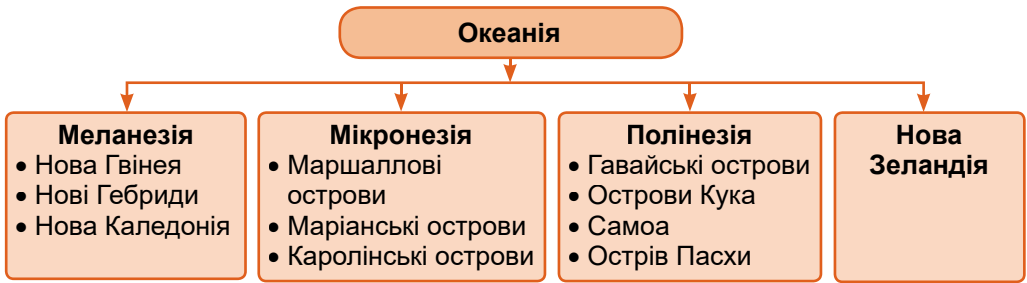 Океанія
Меланезія
• Нова Гвінея
• Нові Гебриди
• Нова Каледонія
Мікронезія
• Маршаллові
острови
• Маріанські острови
• Каролінські острови
Полінезія
• Гавайські острови
• Острови Кука
• Самоа
• Острів Пасхи
Нова
Зеландія